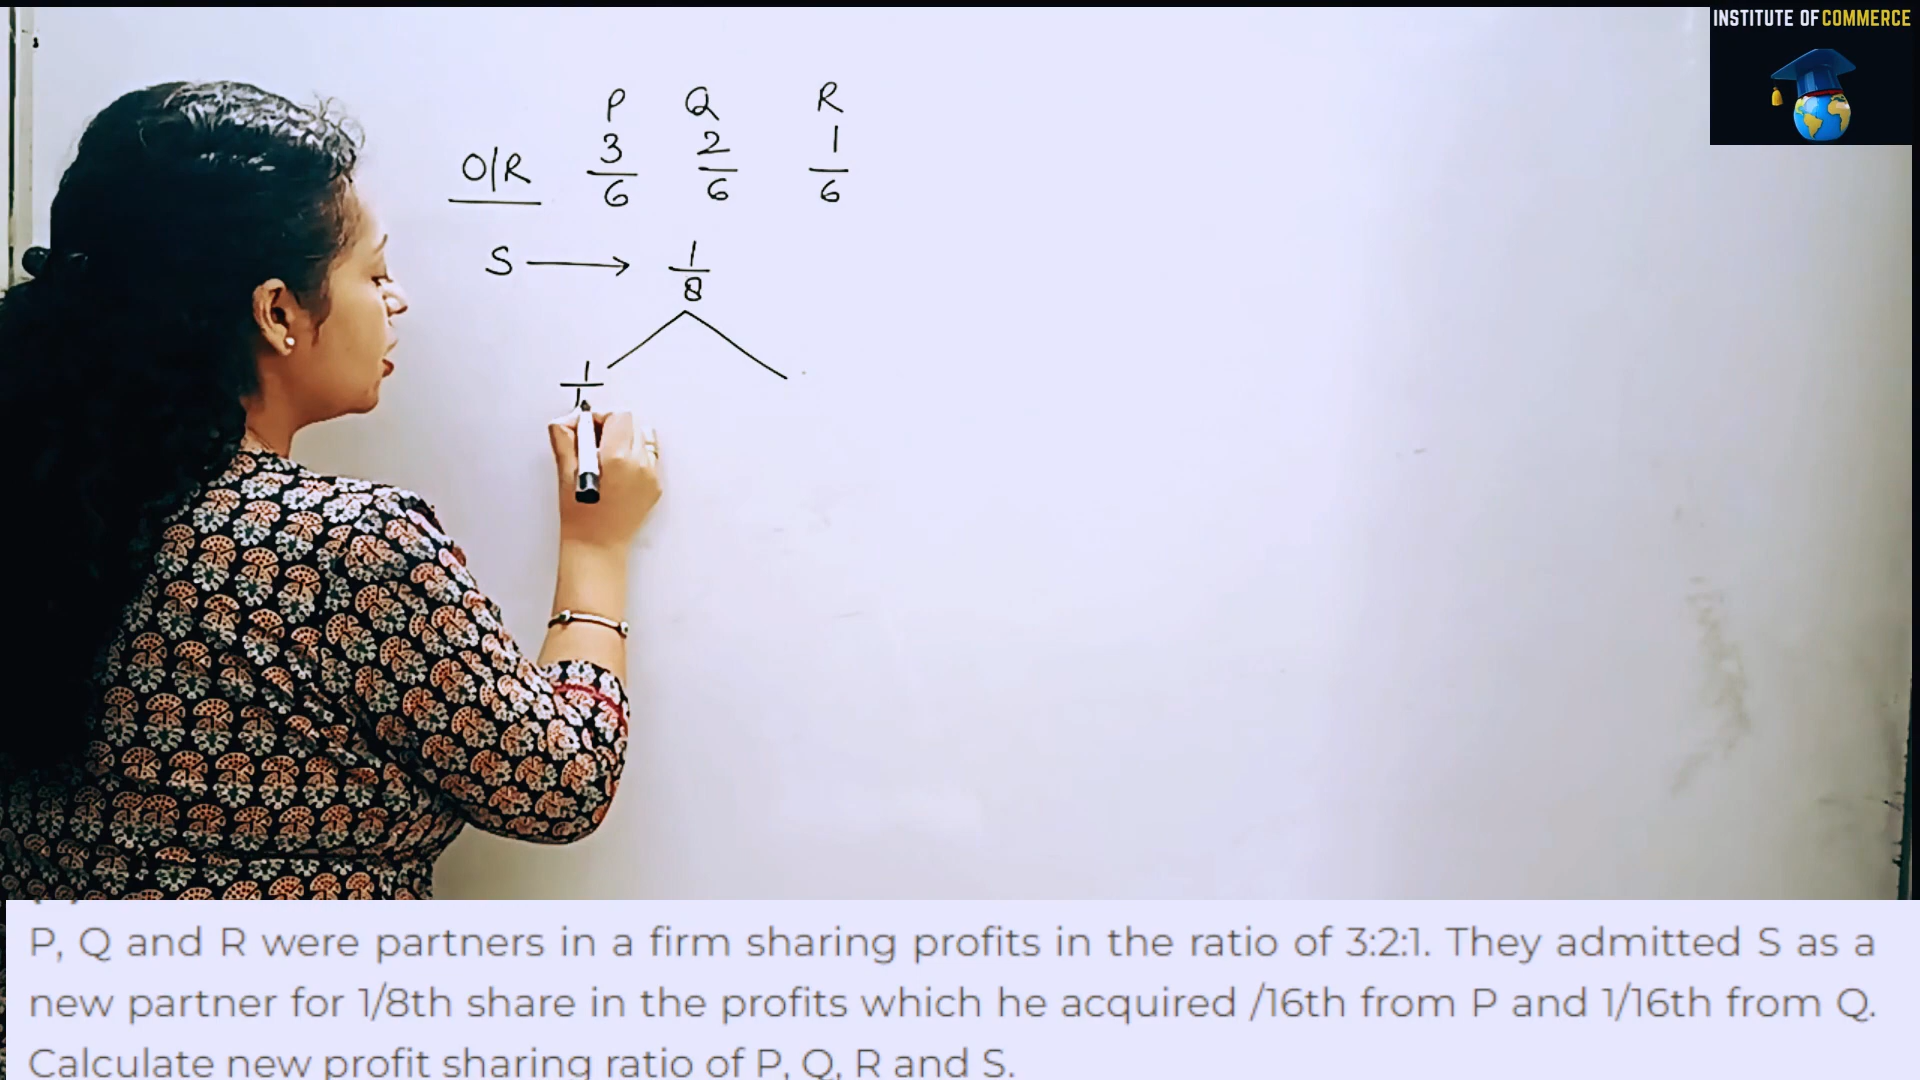 INSTITUTE OF COMMERCE
P Q R
O/R 3/6 2/6 1/6
S → 1/8
1/1
P, Q and R were partners in a firm sharing profits in the ratio of 3:2:1. They admitted S as a
new partner for 1/8th share in the profits which he acquired /16th from P and 1/16th from Q.
Calculate new profit sharing ratio of P, Q, R and S.